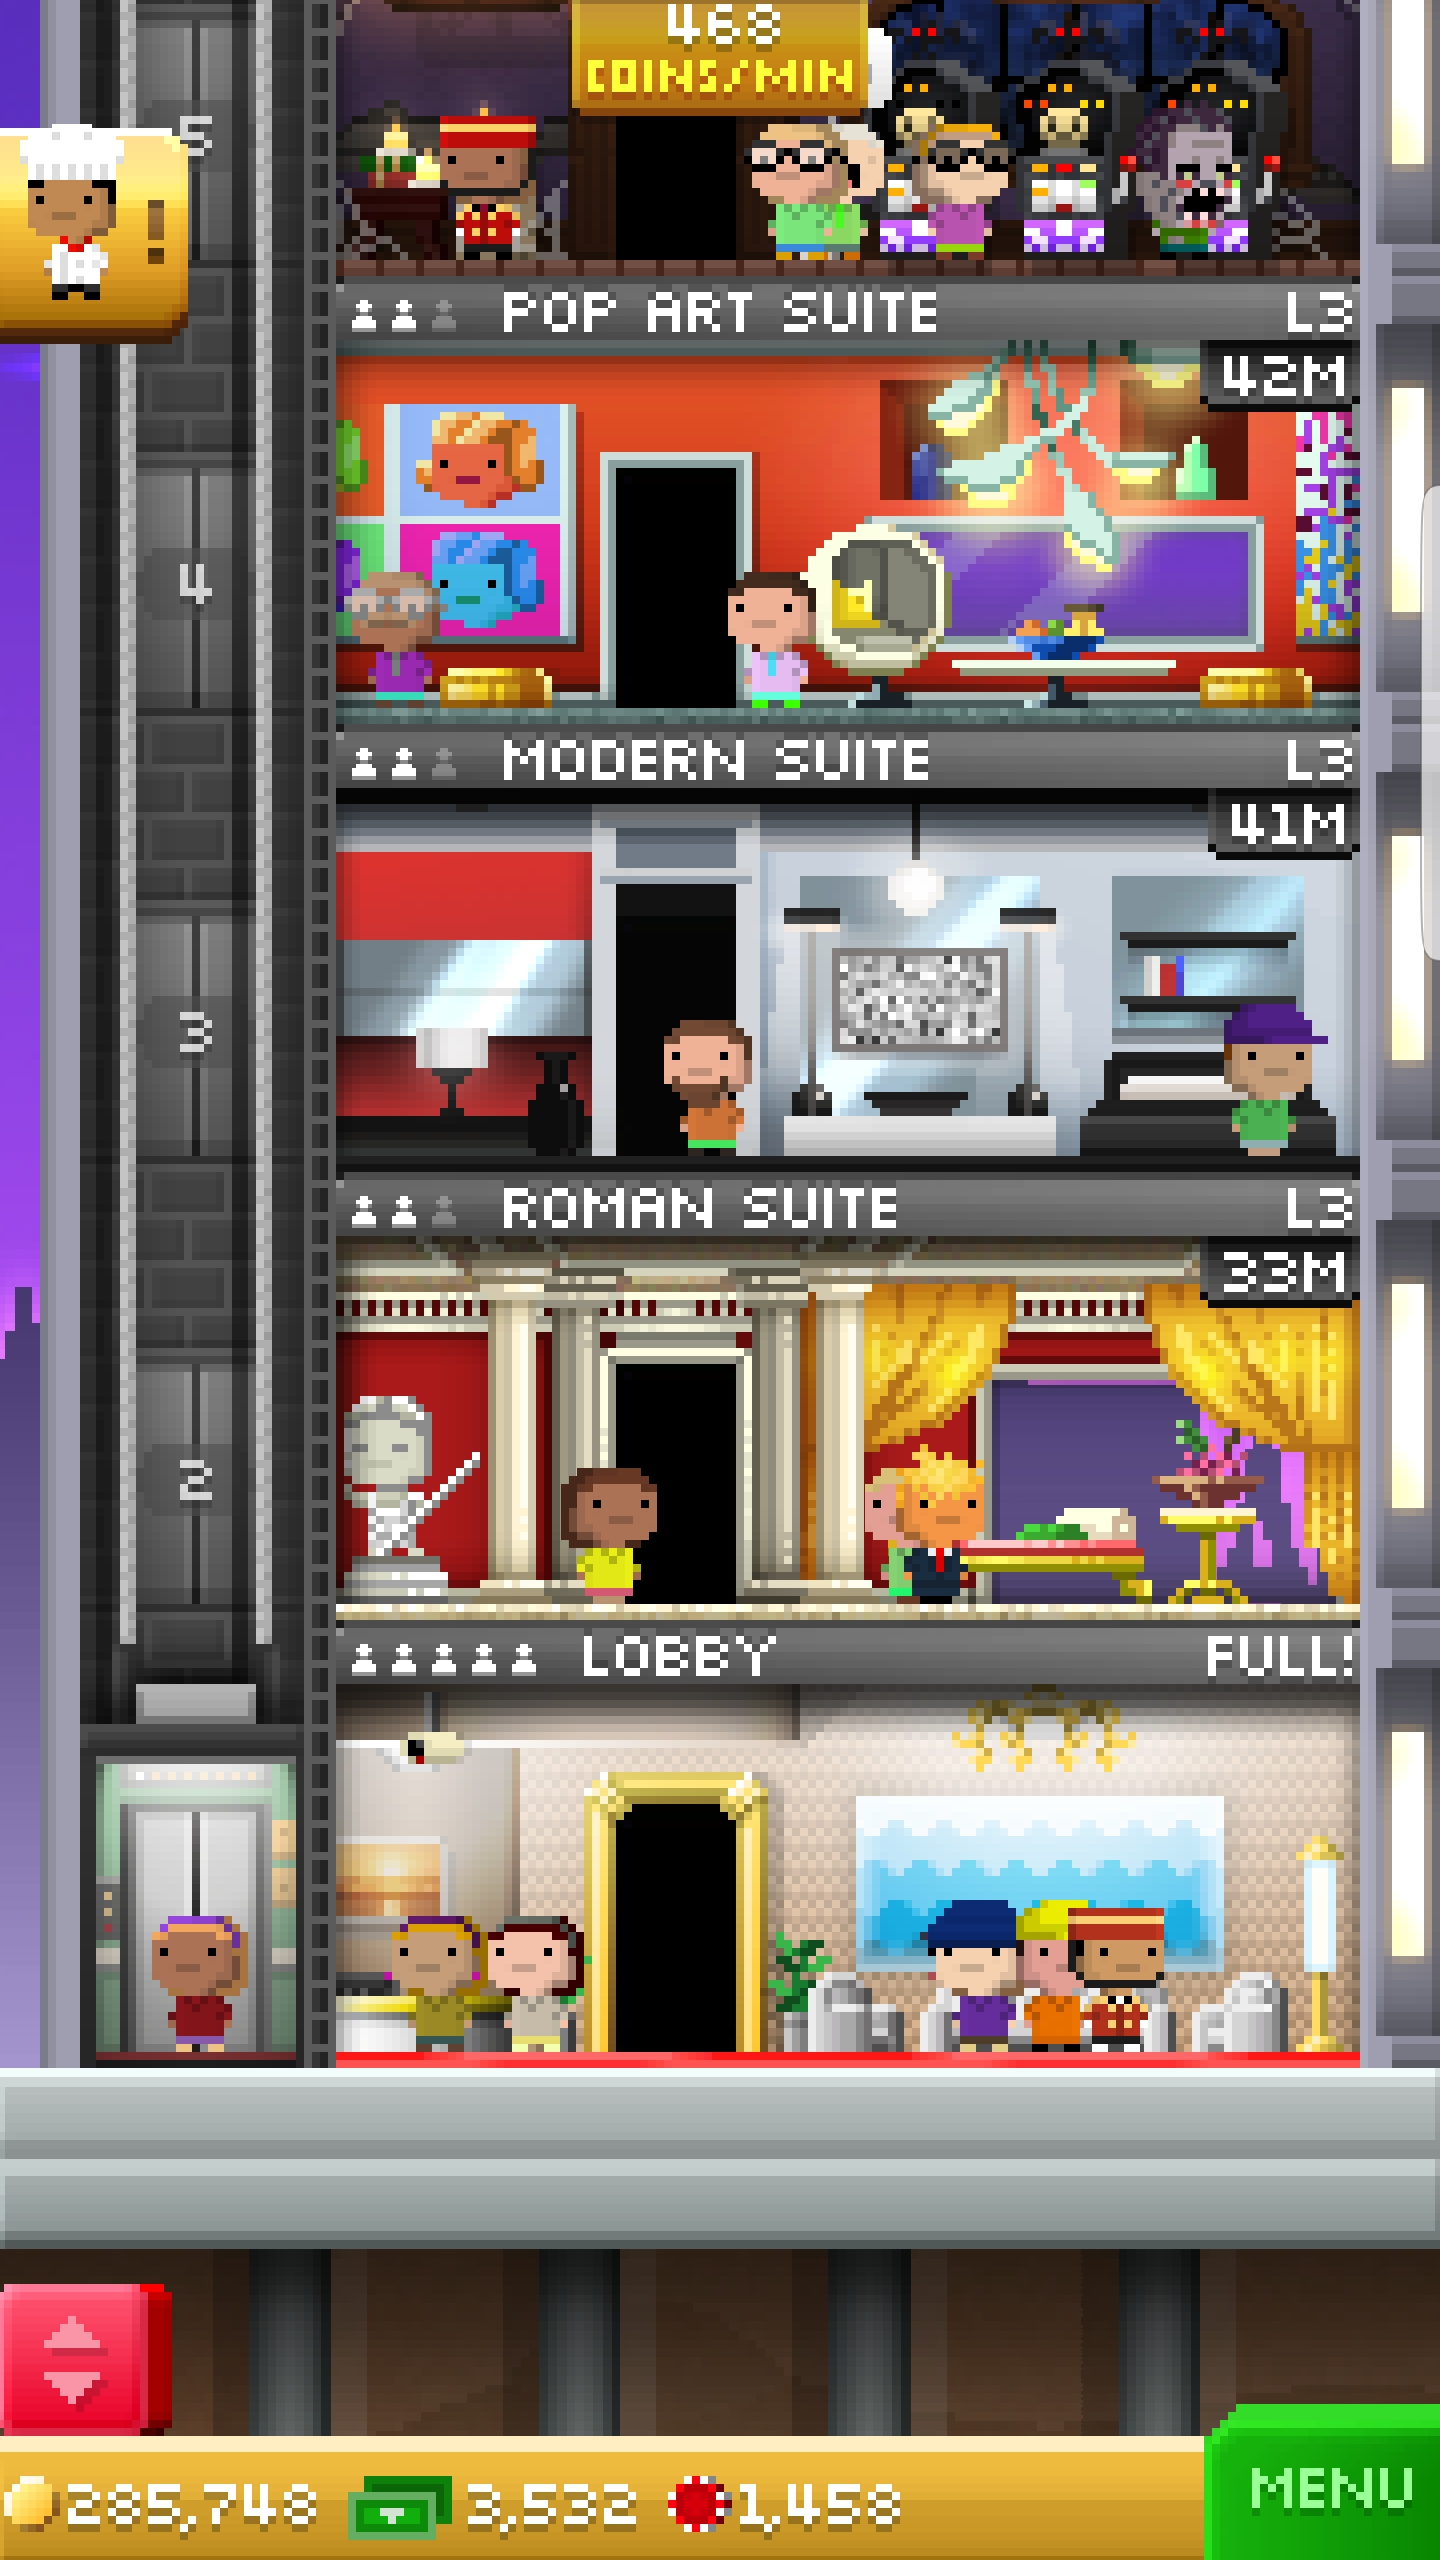 468
COINS/MIN
5
!
POP ART SUITE L3
42M
4
MODERN SUITE L3
41M
3
ROMAN SUITE L3
33M
2
LOBBY FULL!
285,748 3,532 1,458
MENU